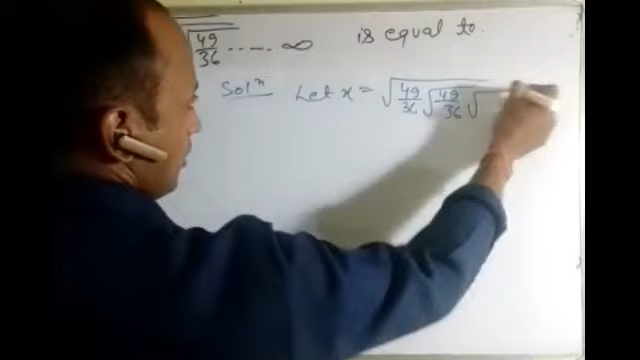 √49/36 ..... ∞ is equal to.
Solⁿ Let x = √49/36 √49/36 √